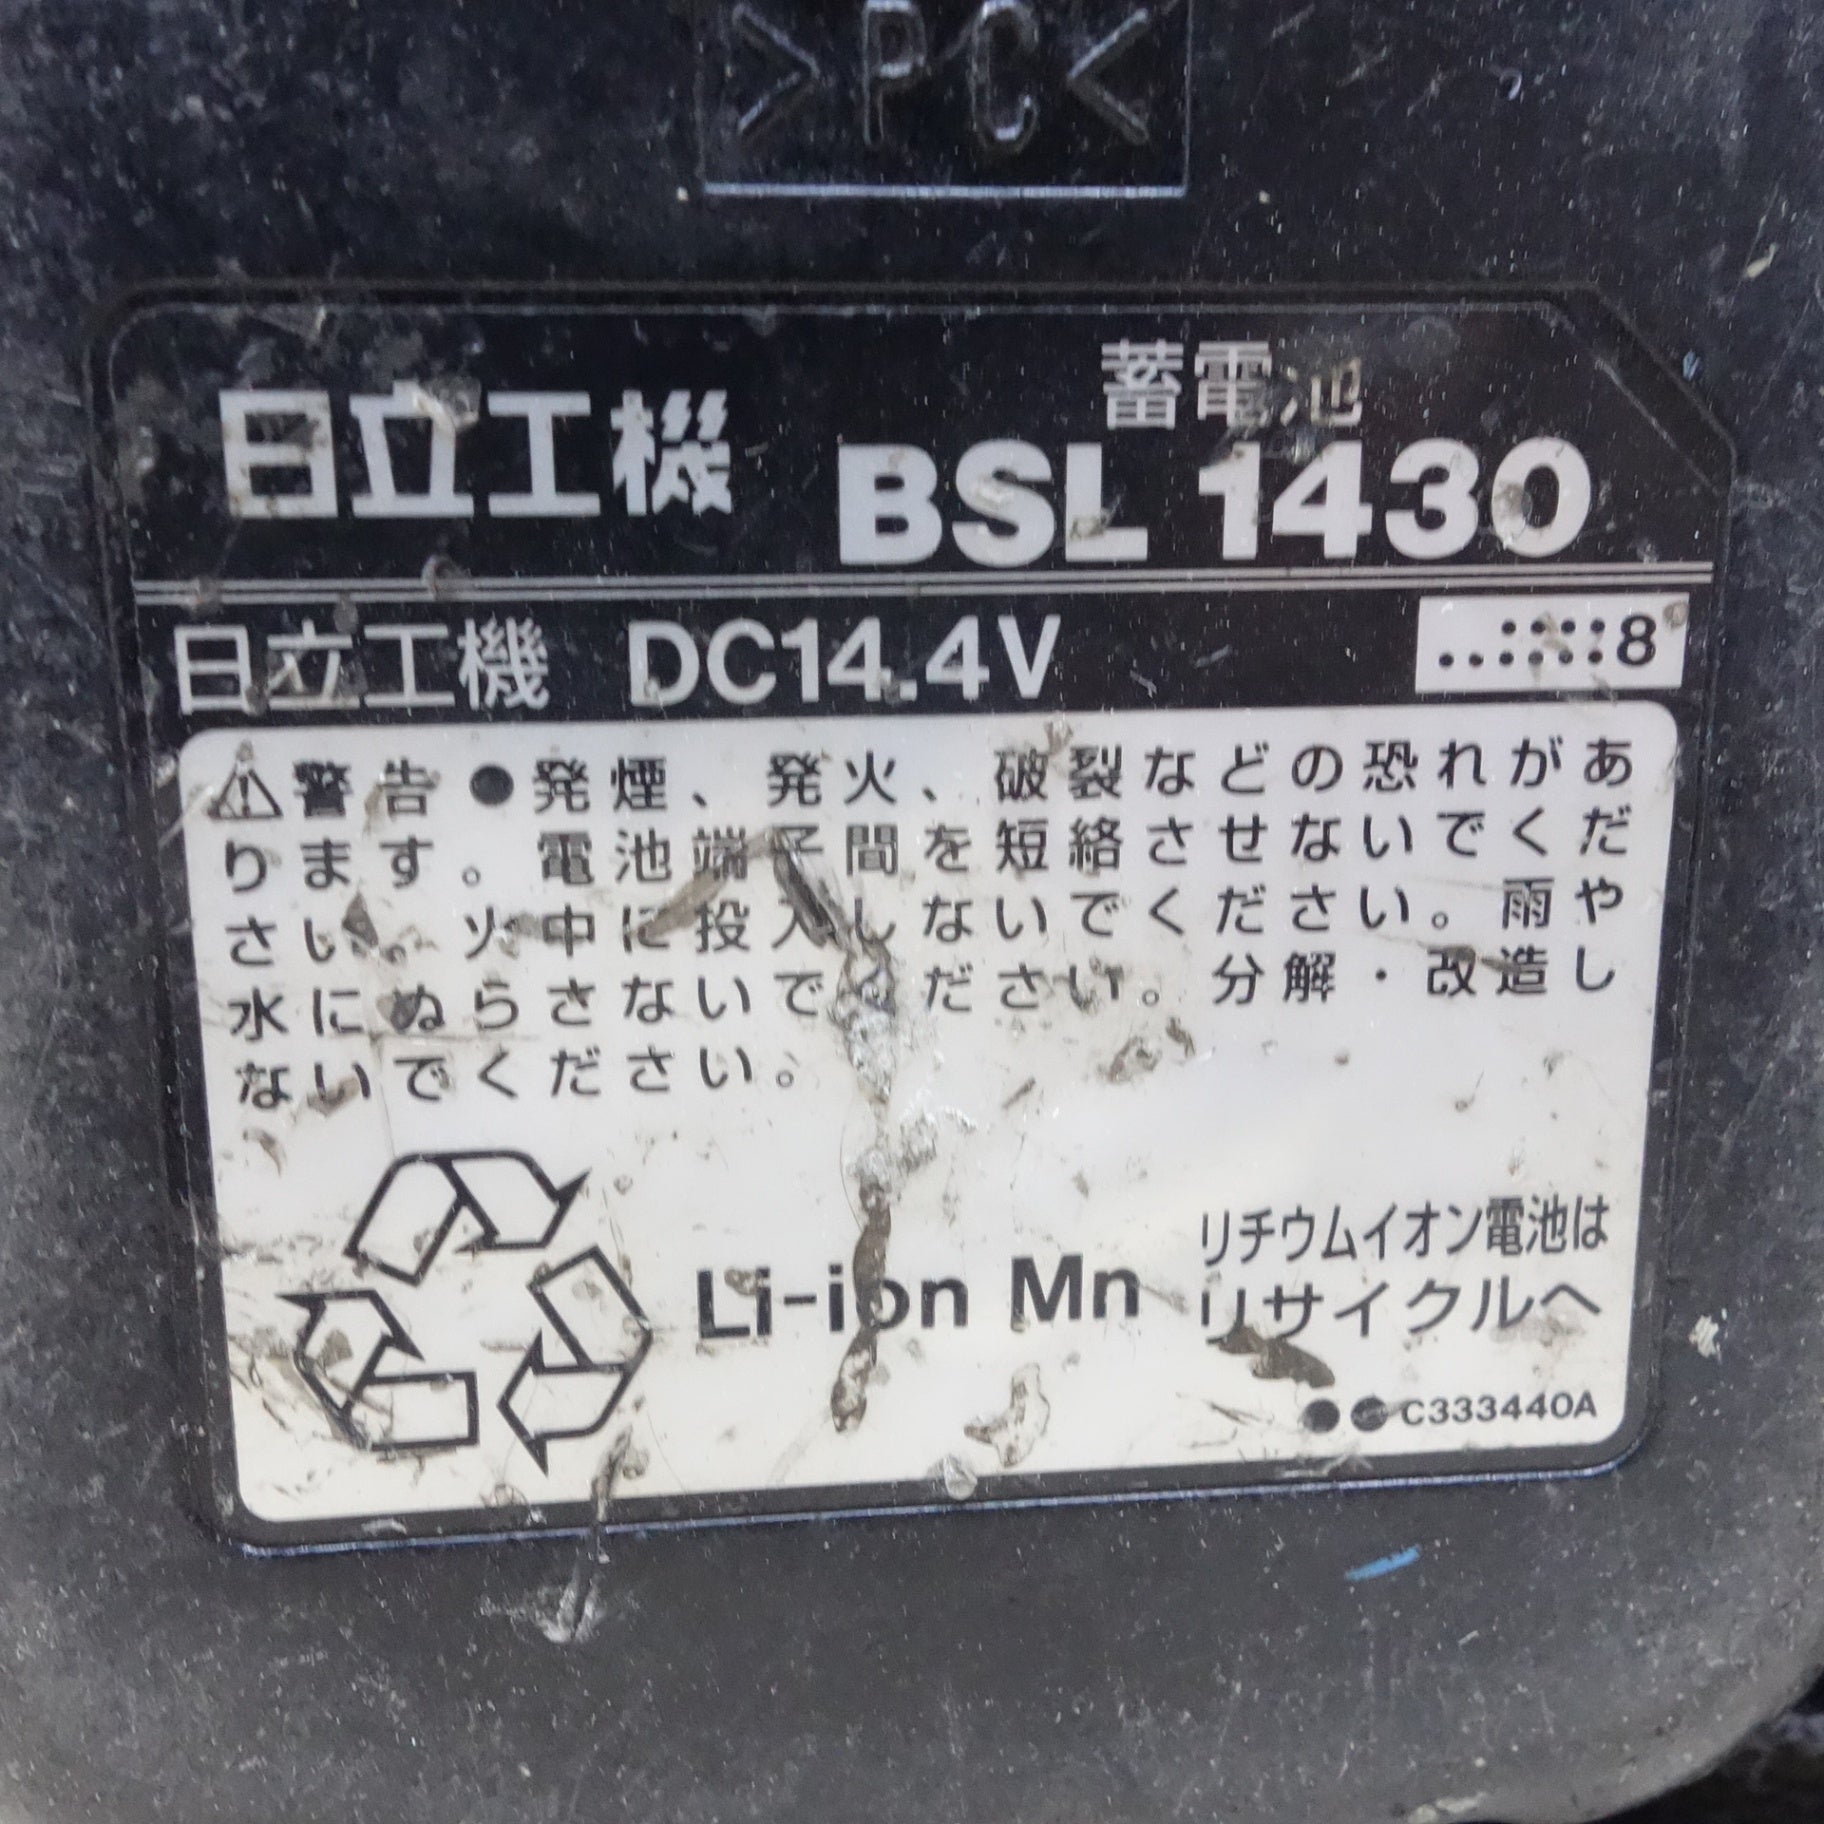 >PC<
蓄電池
日立工機 BSL 1430
日立工機 DC14.4V
8
⚠警告●発煙、発火、破裂などの恐れがあ
ります。電池端子間を短絡させないでくだ
さい。火中に投入しないでください。雨や
水にぬらさないでください。分解・改造し
ないでください。
リチウムイオン電池は
Li-ion Mn リサイクルへ
●●C333440A